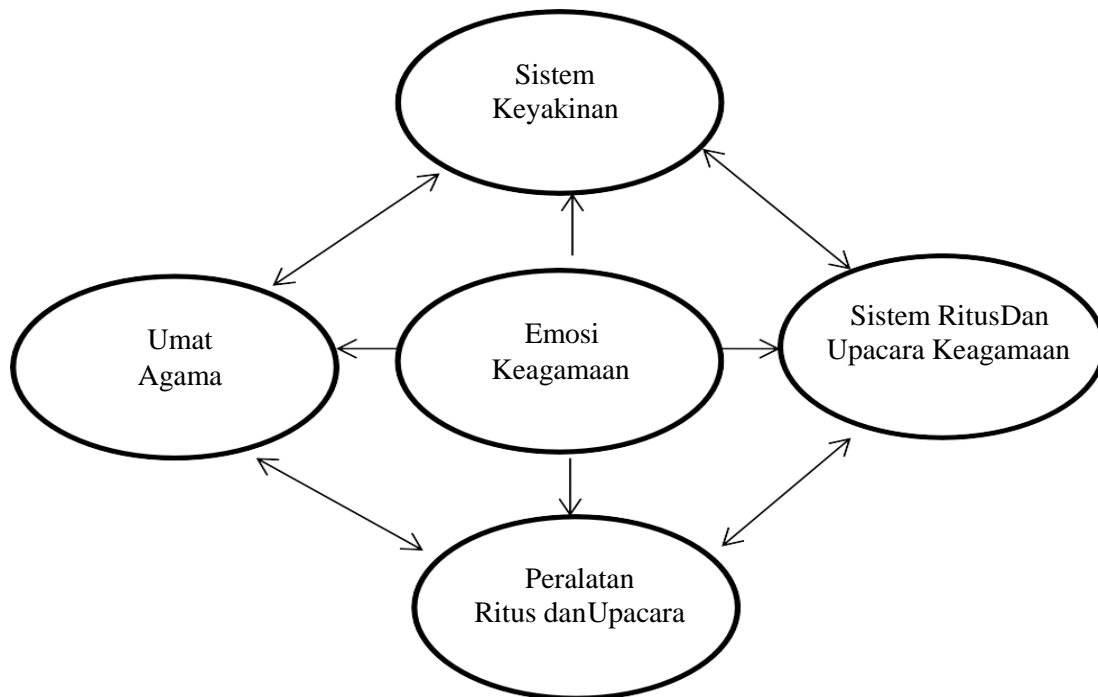 Sistem
Keyakinan
Umat
Agama
Emosi
Keagamaan
Sistem RitusDan
Upacara Keagamaan
Peralatan
Ritus danUpacara